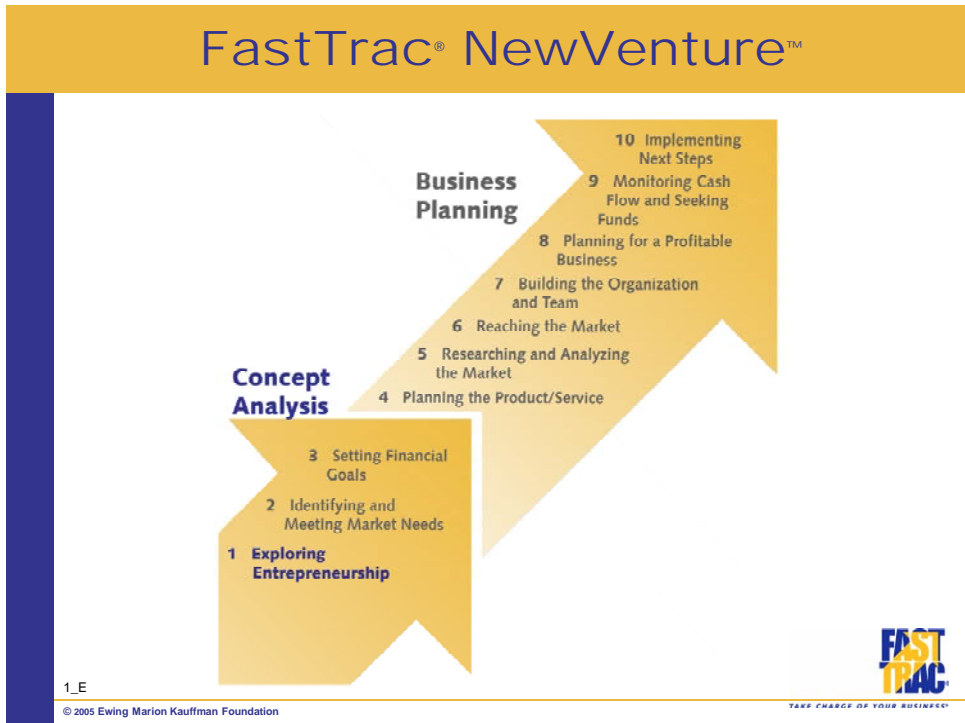 FastTrac® NewVenture™
10 Implementing
Next Steps
9 Monitoring Cash
Flow and Seeking
Funds
8 Planning for a Profitable
Business
7 Building the Organization
and Team
6 Reaching the Market
5 Researching and Analyzing
the Market
4 Planning the Product/Service
Business
Planning
Concept
Analysis
3 Setting Financial
Goals
2 Identifying and
Meeting Market Needs
1 Exploring
Entrepreneurship
1_E
© 2005 Ewing Marion Kauffman Foundation
FAST
TRAC®
TAKE CHARGE OF YOUR BUSINESS®